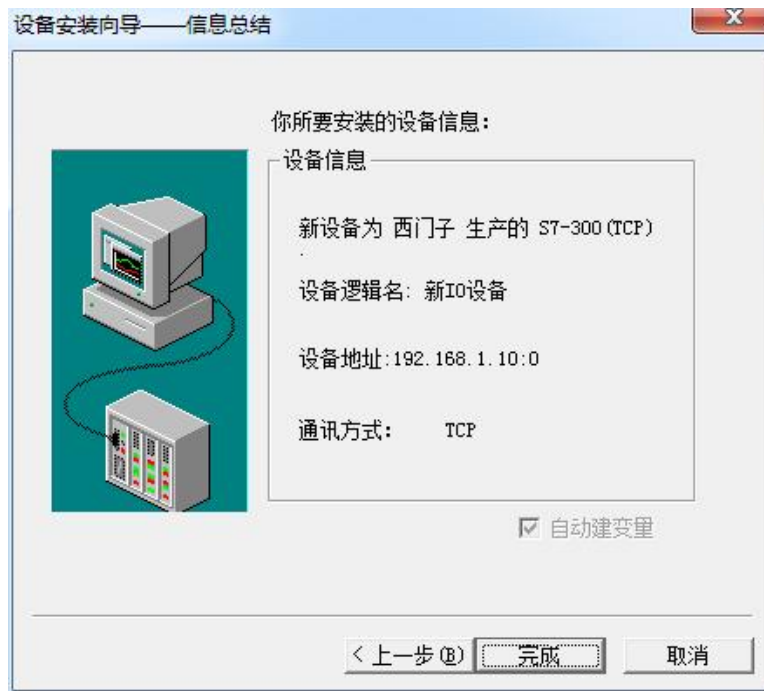 设备安装向导——信息总结
X
你所要安装的设备信息:
设备信息
新设备为 西门子 生产的 S7-300(TCP)
.
设备逻辑名: 新IO设备
设备地址:192.168.1.10:0
通讯方式: TCP
自动建变量
<上一步(B) 完成 取消